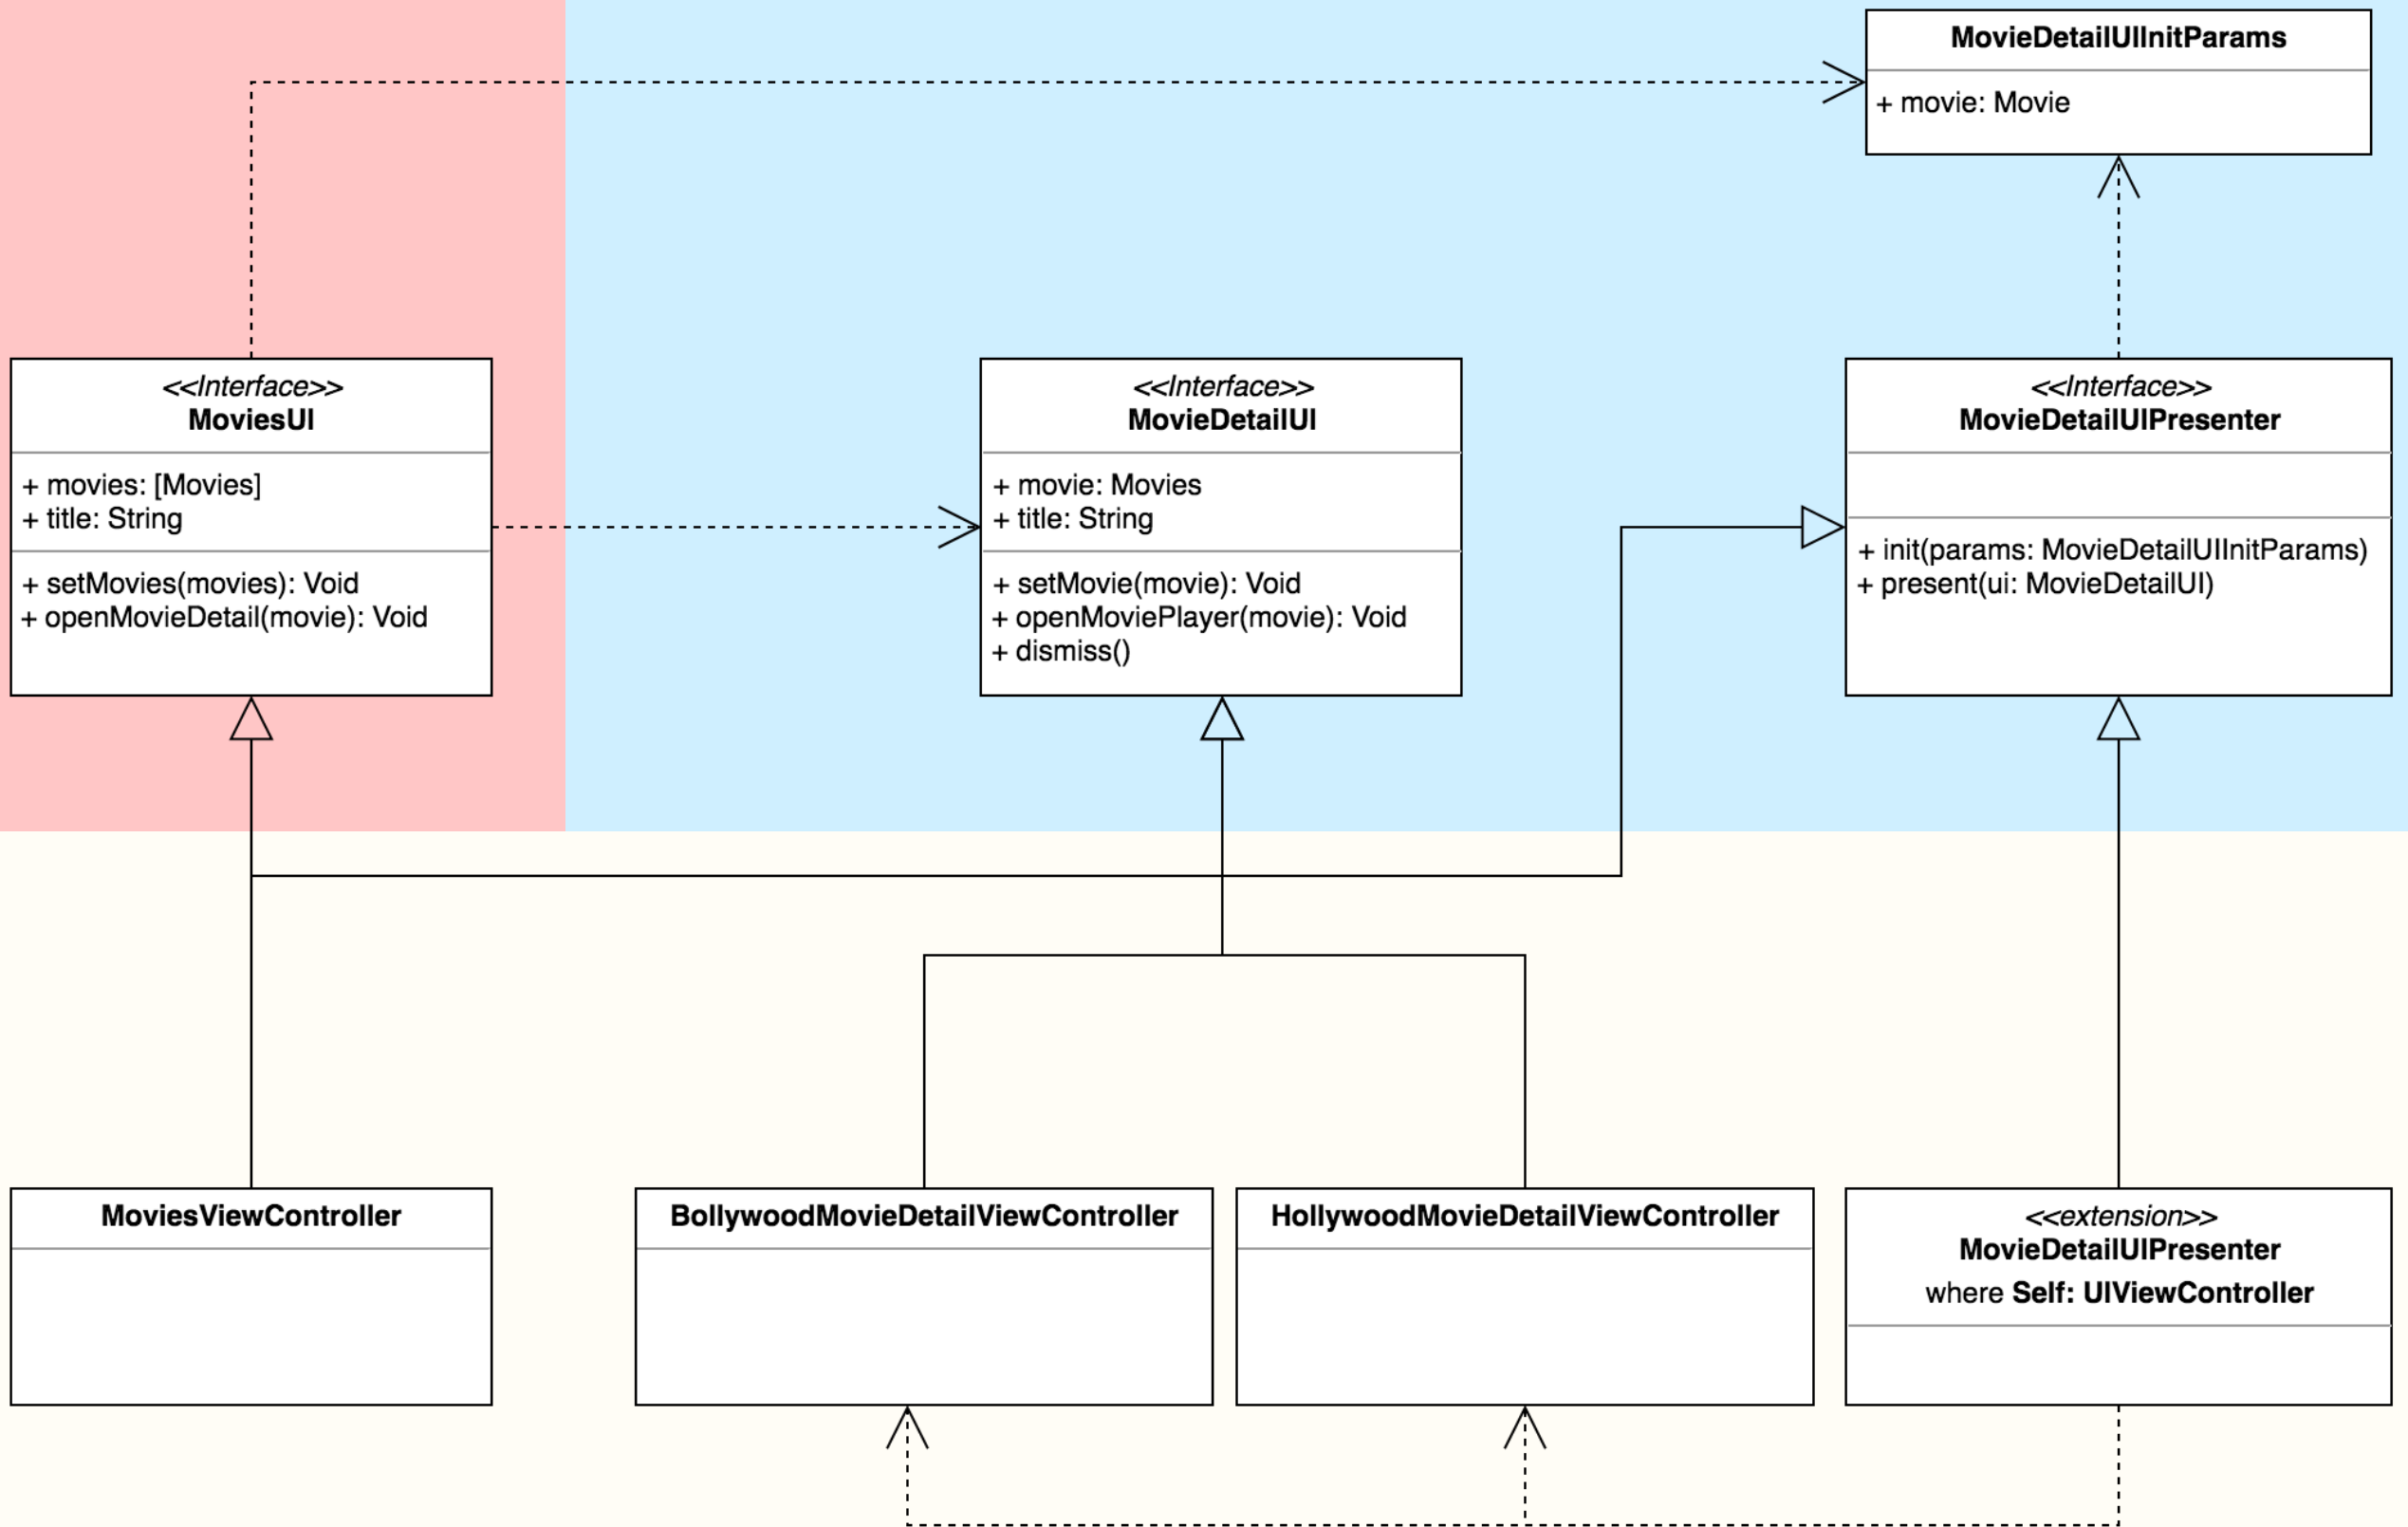 MovieDetailUIInitParams
+ movie: Movie
<<Interface>>
MoviesUI
+ movies: [Movies]
+ title: String
+ setMovies(movies): Void
+ openMovieDetail(movie): Void
<<Interface>>
MovieDetailUI
+ movie: Movies
+ title: String
+ setMovie(movie): Void
+ openMoviePlayer(movie): Void
+ dismiss()
<<Interface>>
MovieDetailUIPresenter
+ init(params: MovieDetailUIInitParams)
+ present(ui: MovieDetailUI)
MoviesViewController
BollywoodMovieDetailViewController
HollywoodMovieDetailViewController
<<extension>>
MovieDetailUIPresenter
where Self: UIViewController